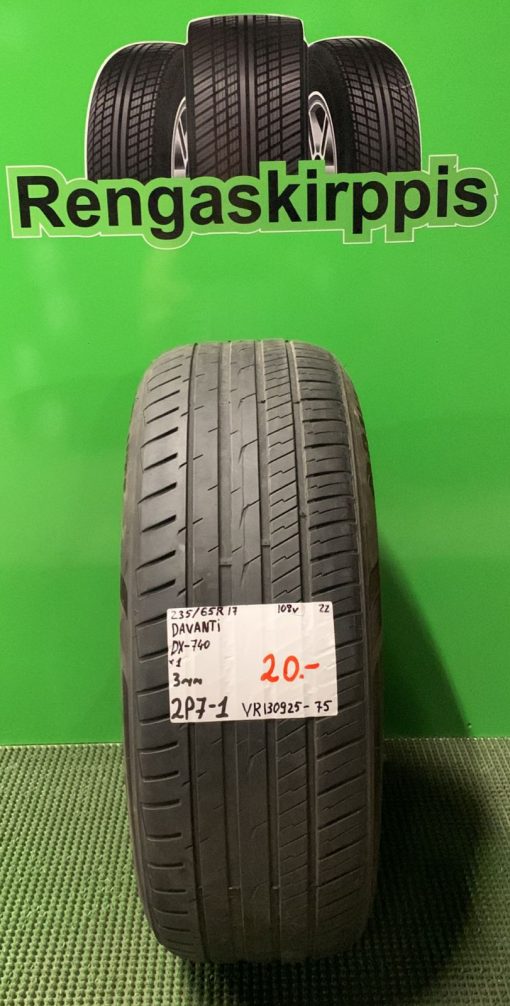 Rengaskirppis
235/65R17 108v 22
DAVANTi
DX-740
x1
20.-
3mm
2P7-1 VR130925-75